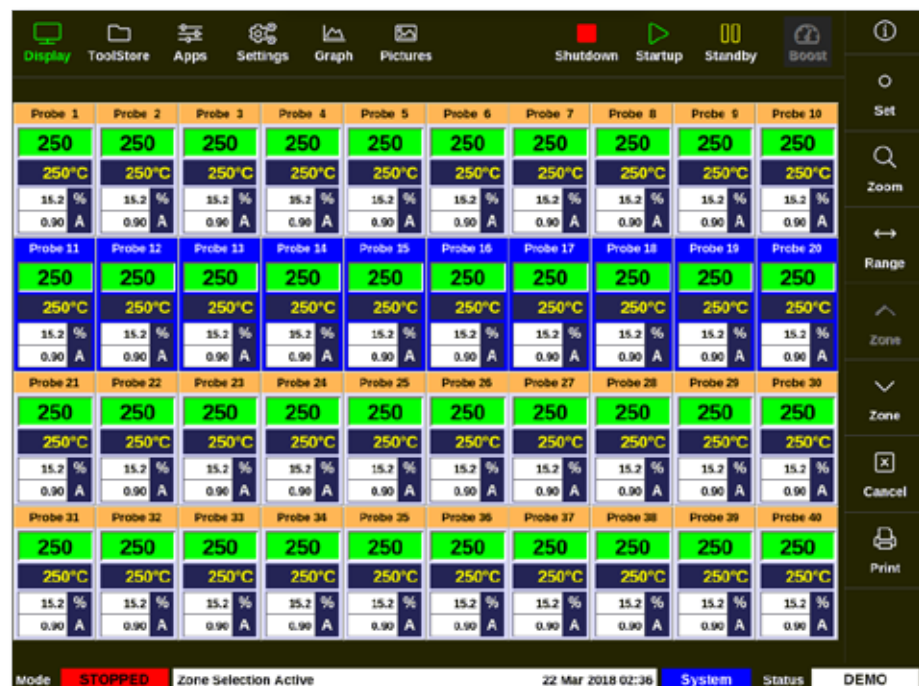 Display ToolStore Apps Settings Graph Pictures Shutdown Startup Standby Boost
Set
Zoom
Range
Zone
Zone
Cancel
Print
Probe 1 Probe 2 Probe 3 Probe 4 Probe 5 Probe 6 Probe 7 Probe 8 Probe 9 Probe 10
250 250 250 250 250 250 250 250 250 250
250°C 250°C 250°C 250°C 250°C 250°C 250°C 250°C 250°C 250°C
15.2 % 15.2 % 15.2 % 15.2 % 15.2 % 15.2 % 15.2 % 15.2 % 15.2 % 15.2 %
0.90 A 0.90 A 0.90 A 0.90 A 0.90 A 0.90 A 0.90 A 0.90 A 0.90 A 0.90 A
Probe 11 Probe 12 Probe 13 Probe 14 Probe 15 Probe 16 Probe 17 Probe 18 Probe 19 Probe 20
250 250 250 250 250 250 250 250 250 250
250°C 250°C 250°C 250°C 250°C 250°C 250°C 250°C 250°C 250°C
15.2 % 15.2 % 15.2 % 15.2 % 15.2 % 15.2 % 15.2 % 15.2 % 15.2 % 15.2 %
0.90 A 0.90 A 0.90 A 0.90 A 0.90 A 0.90 A 0.90 A 0.90 A 0.90 A 0.90 A
Probe 21 Probe 22 Probe 23 Probe 24 Probe 25 Probe 26 Probe 27 Probe 28 Probe 29 Probe 30
250 250 250 250 250 250 250 250 250 250
250°C 250°C 250°C 250°C 250°C 250°C 250°C 250°C 250°C 250°C
15.2 % 15.2 % 15.2 % 15.2 % 15.2 % 15.2 % 15.2 % 15.2 % 15.2 % 15.2 %
0.90 A 0.90 A 0.90 A 0.90 A 0.90 A 0.90 A 0.90 A 0.90 A 0.90 A 0.90 A
Probe 31 Probe 32 Probe 33 Probe 34 Probe 35 Probe 36 Probe 37 Probe 38 Probe 39 Probe 40
250 250 250 250 250 250 250 250 250 250
250°C 250°C 250°C 250°C 250°C 250°C 250°C 250°C 250°C 250°C
15.2 % 15.2 % 15.2 % 15.2 % 15.2 % 15.2 % 15.2 % 15.2 % 15.2 % 15.2 %
0.90 A 0.90 A 0.90 A 0.90 A 0.90 A 0.90 A 0.90 A 0.90 A 0.90 A 0.90 A
Mode STOPPED Zone Selection Active 22 Mar 2018 02:36 System Status DEMO